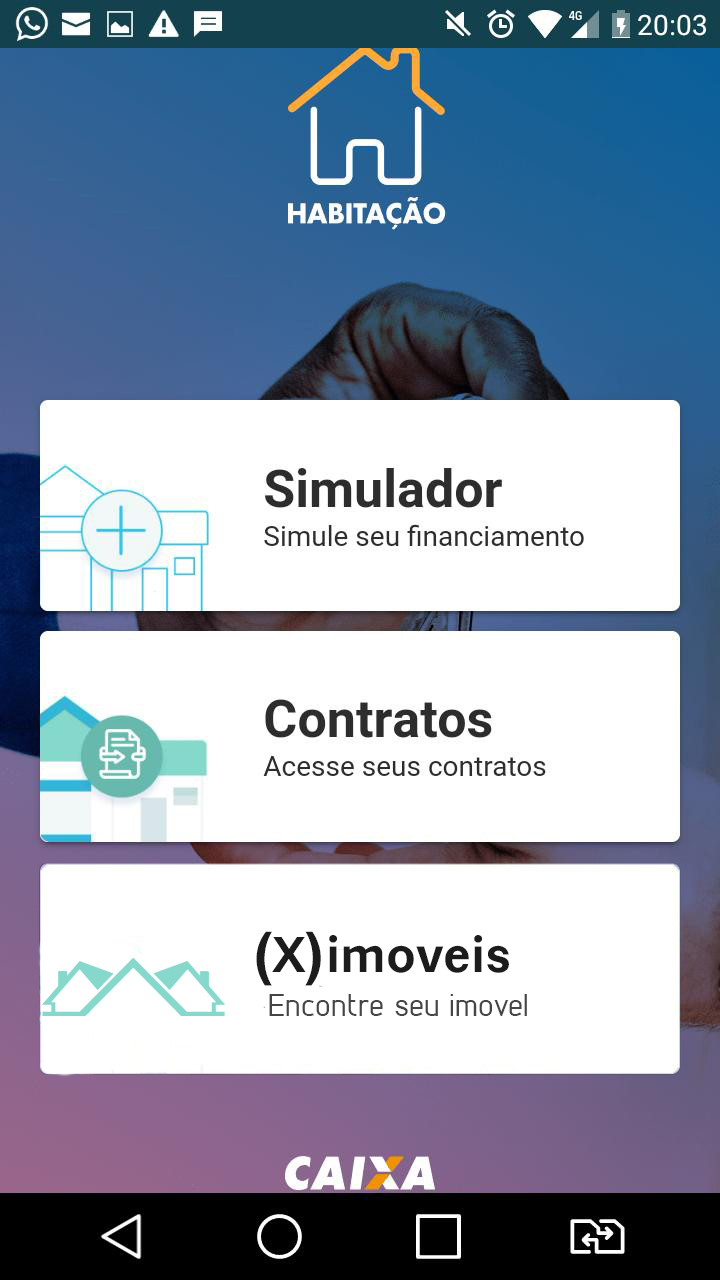 4G 20:03
HABITAÇÃO
Simulador
Simule seu financiamento
Contratos
Acesse seus contratos
(X)imoveis
Encontre seu imovel
CAIXA